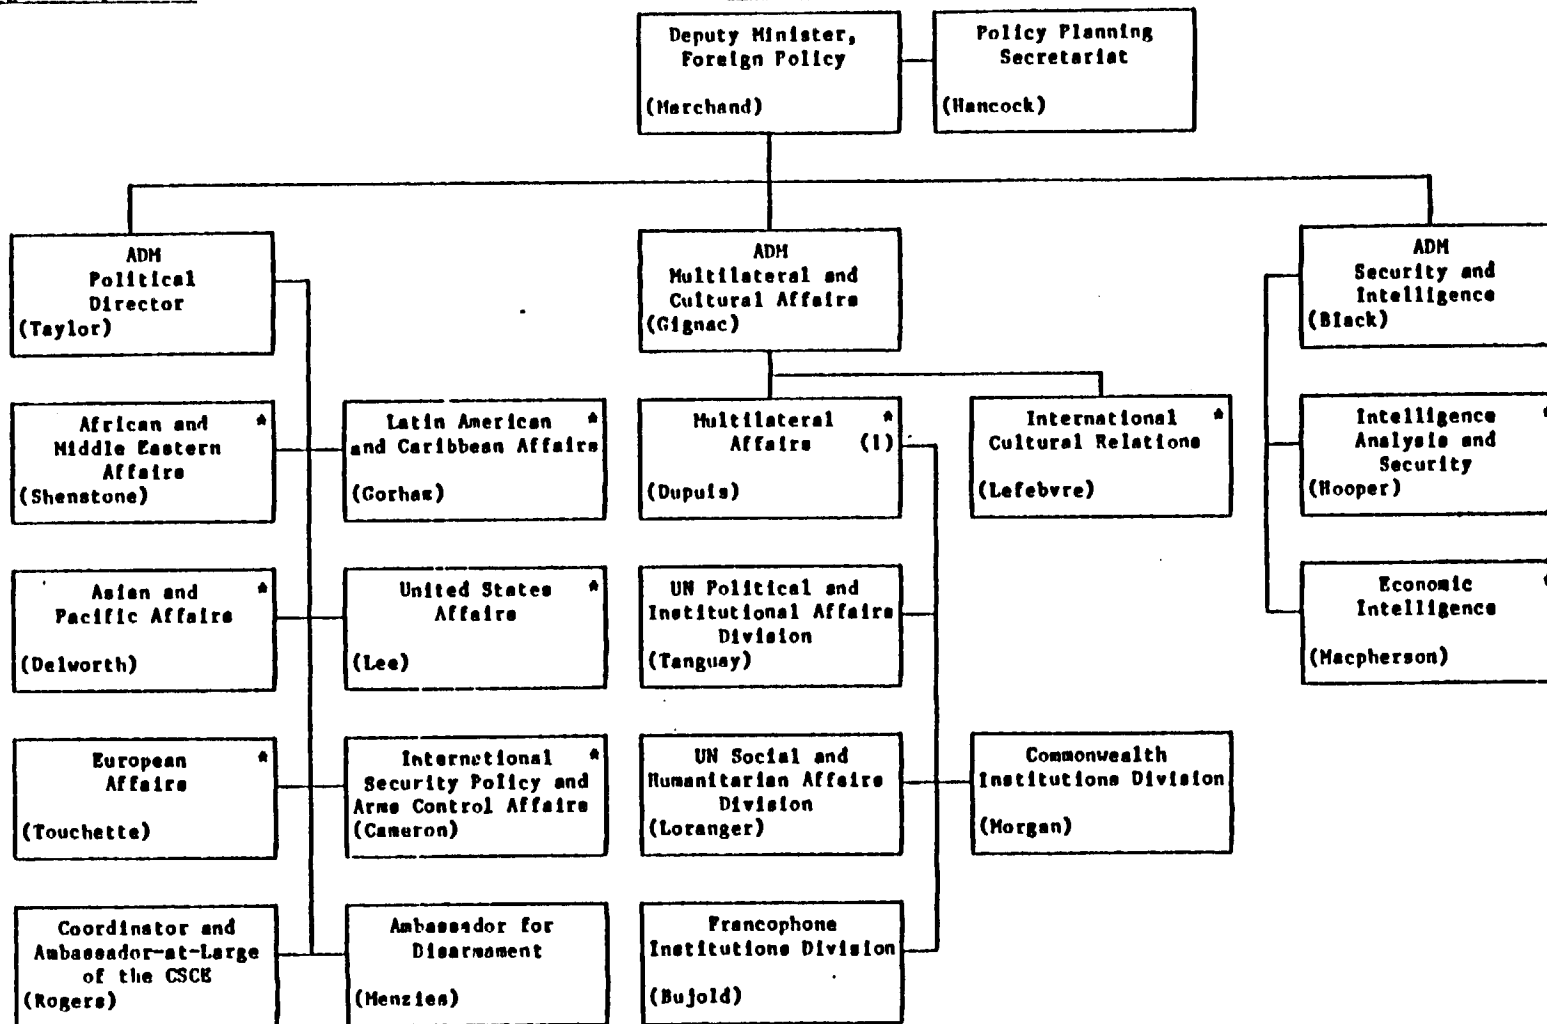 Deputy Minister,
Foreign Policy
(Marchand)
Policy Planning
Secretariat
(Hancock)
ADM
Political
Director
(Taylor)
ADM
Multilateral and
Cultural Affairs
(Gignac)
ADM
Security and
Intelligence
(Black)
African and *
Middle Eastern
Affairs
(Shenstone)
Latin American *
and Caribbean Affairs
(Gorham)
Multilateral *
Affairs (1)
(Dupuis)
International *
Cultural Relations
(Lefebvre)
Intelligence *
Analysis and
Security
(Hooper)
Asian and *
Pacific Affairs
(Delworth)
United States *
Affairs
(Lee)
UN Political and
Institutional Affairs
Division
(Tanguay)
Economic *
Intelligence
(Macpherson)
European *
Affairs
(Touchette)
International *
Security Policy and
Arms Control Affairs
(Cameron)
UN Social and
Humanitarian Affairs
Division
(Loranger)
Commonwealth
Institutions Division
(Morgan)
Coordinator and
Ambassador-at-Large
of the CSCE
(Rogers)
Ambassador for
Disarmament
(Menzies)
Francophone
Institutions Division
(Bujold)